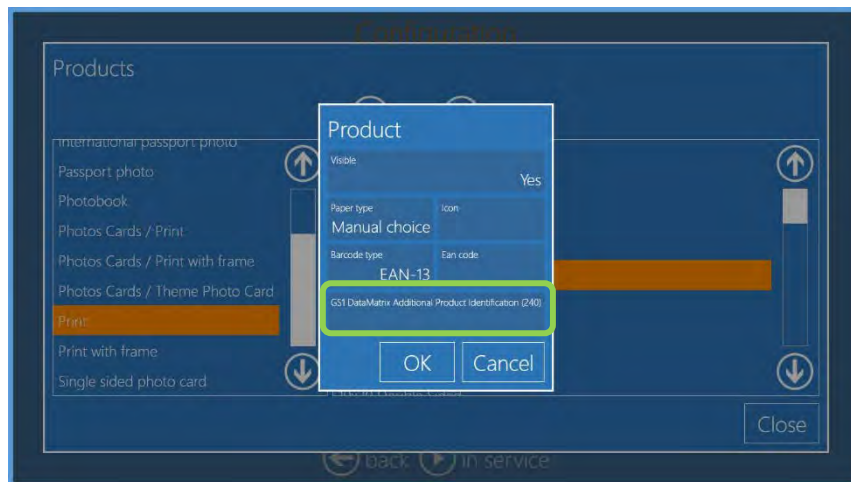 Configuration
Products
International passport photo
Passport photo
Photobook
Photos Cards / Print
Photos Cards / Print with frame
Photos Cards / Theme Photo Card
Print
Print with frame
Single sided photo card
Product
Visible
Yes
Paper type
Manual choice
Icon
Barcode type
EAN-13
Ean code
GS1 DataMatrix Additional Product Identification (240)
OK
Cancel
Close
back
in service